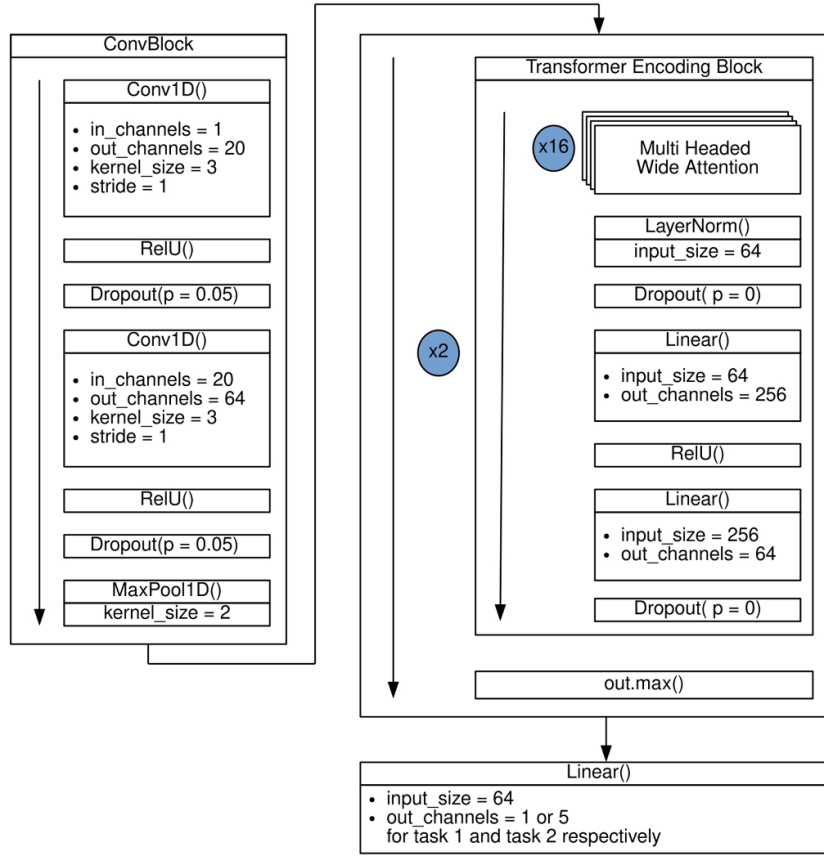 ConvBlock
Conv1D()
• in_channels = 1
• out_channels = 20
• kernel_size = 3
• stride = 1
RelU()
Dropout(p = 0.05)
Conv1D()
• in_channels = 20
• out_channels = 64
• kernel_size = 3
• stride = 1
RelU()
Dropout(p = 0.05)
MaxPool1D()
kernel_size = 2
x2
Transformer Encoding Block
x16
Multi Headed
Wide Attention
LayerNorm()
input_size = 64
Dropout( p = 0)
Linear()
• input_size = 64
• out_channels = 256
RelU()
Linear()
• input_size = 256
• out_channels = 64
Dropout( p = 0)
out.max()
Linear()
• input_size = 64
• out_channels = 1 or 5
for task 1 and task 2 respectively